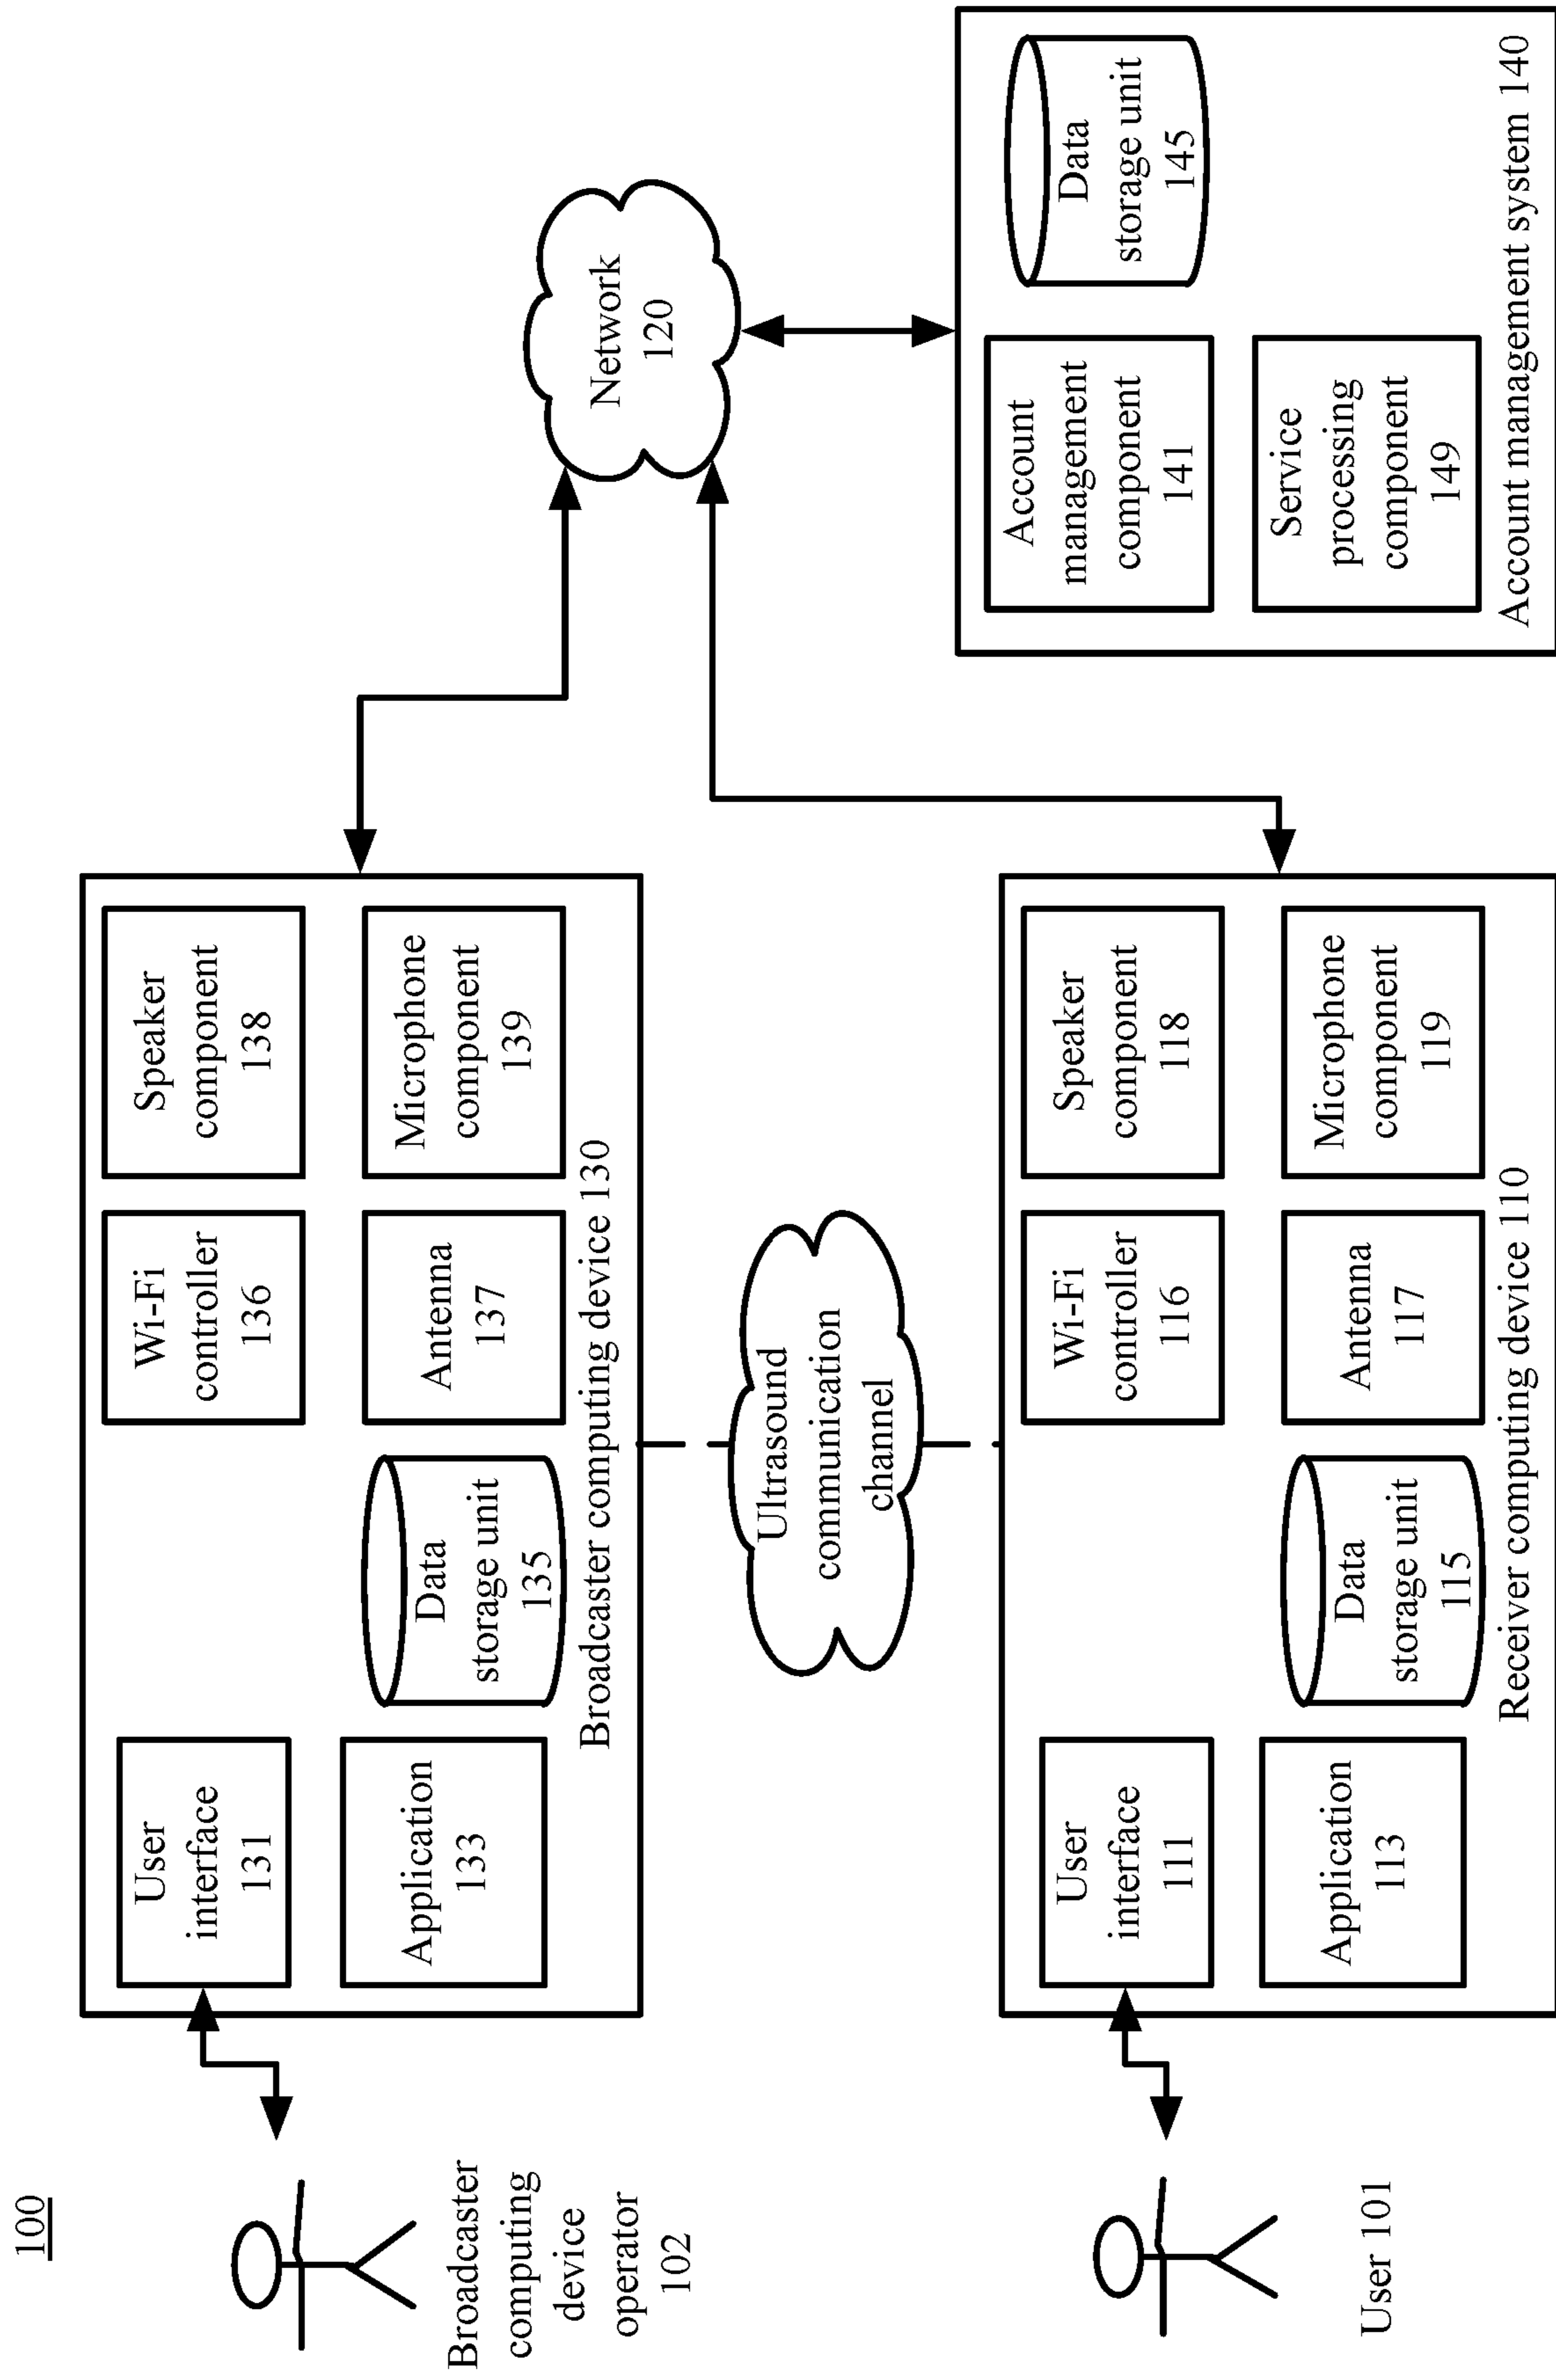 100
Broadcaster
computing
device
operator
102
User
interface
131
Application
133
Data
storage unit
135
Wi-Fi
controller
136
Antenna
137
Speaker
component
138
Microphone
component
139
Broadcaster computing device 130
Ultrasound
communication
channel
Network
120
User 101
User
interface
111
Application
113
Data
storage unit
115
Wi-Fi
controller
116
Antenna
117
Speaker
component
118
Microphone
component
119
Receiver computing device 110
Account
management
component
141
Data
storage unit
145
Service
processing
component
149
Account management system 140